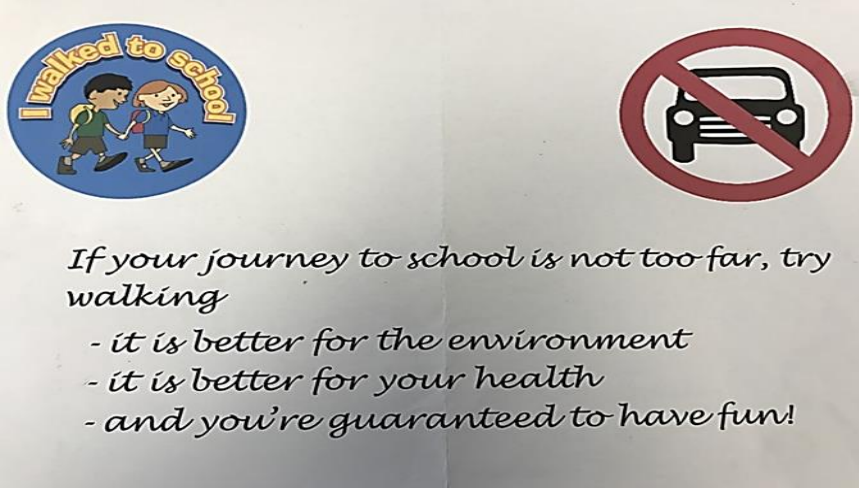 I walked to school
If your journey to school is not too far, try
walking
- it is better for the environment
- it is better for your health
- and you're guaranteed to have fun!